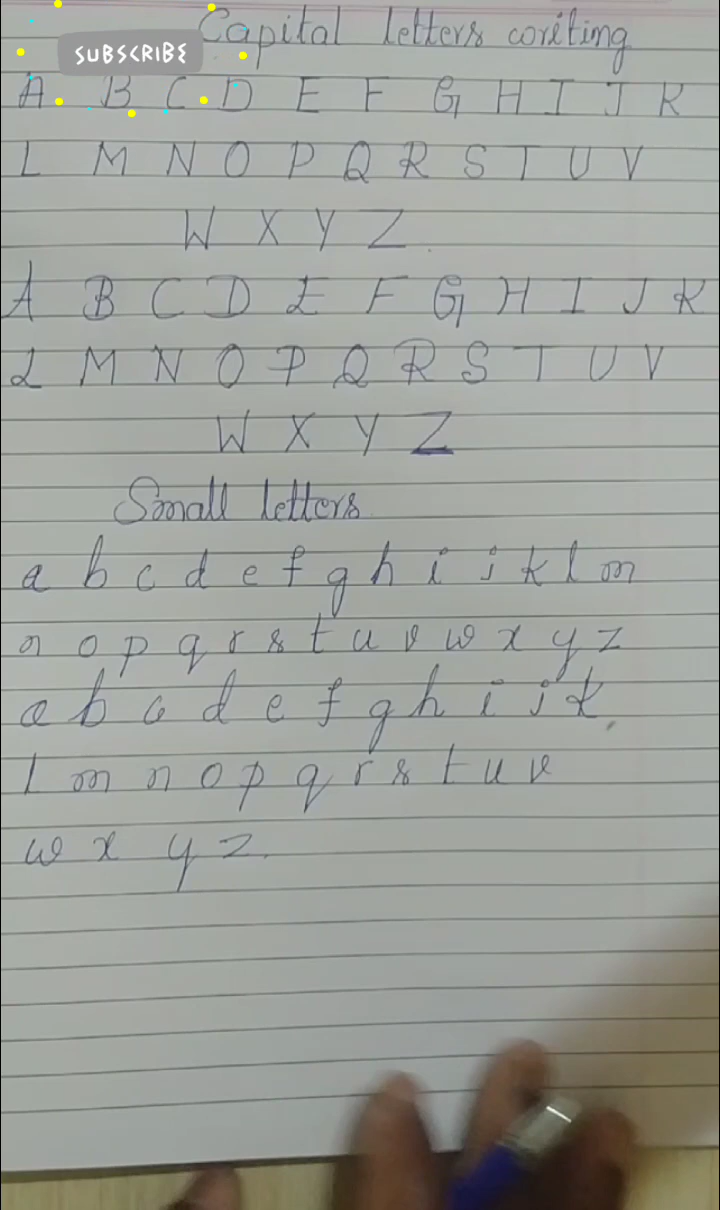 Capital letters writing
SUBSCRIBE
A B C D E F G H I J K
L M N O P Q R S T U V
W X Y Z
A B C D E F G H I J K
L M N O P Q R S T U V
W X Y Z
Small letters
a b c d e f g h i j k l m
n o p q r s t u v w x y z
a b c d e f g h i j k
l m n o p q r s t u v
w x y z.